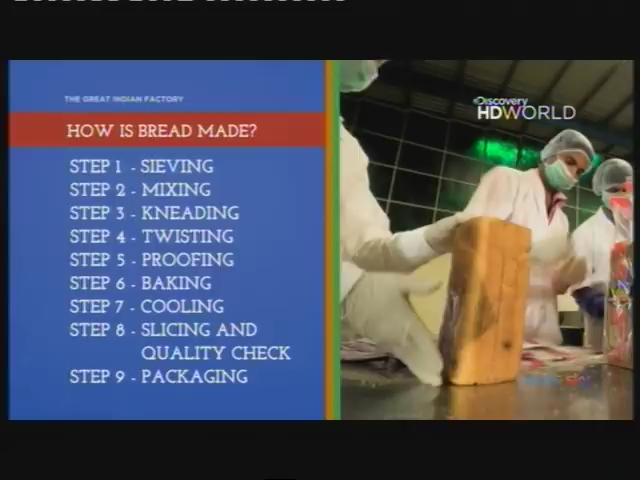 THE GREAT INDIAN FACTORY
HOW IS BREAD MADE?
STEP 1 - SIEVING
STEP 2 - MIXING
STEP 3 - KNEADING
STEP 4 - TWISTING
STEP 5 - PROOFING
STEP 6 - BAKING
STEP 7 - COOLING
STEP 8 - SLICING AND
QUALITY CHECK
STEP 9 - PACKAGING
Discovery
HDWORLD